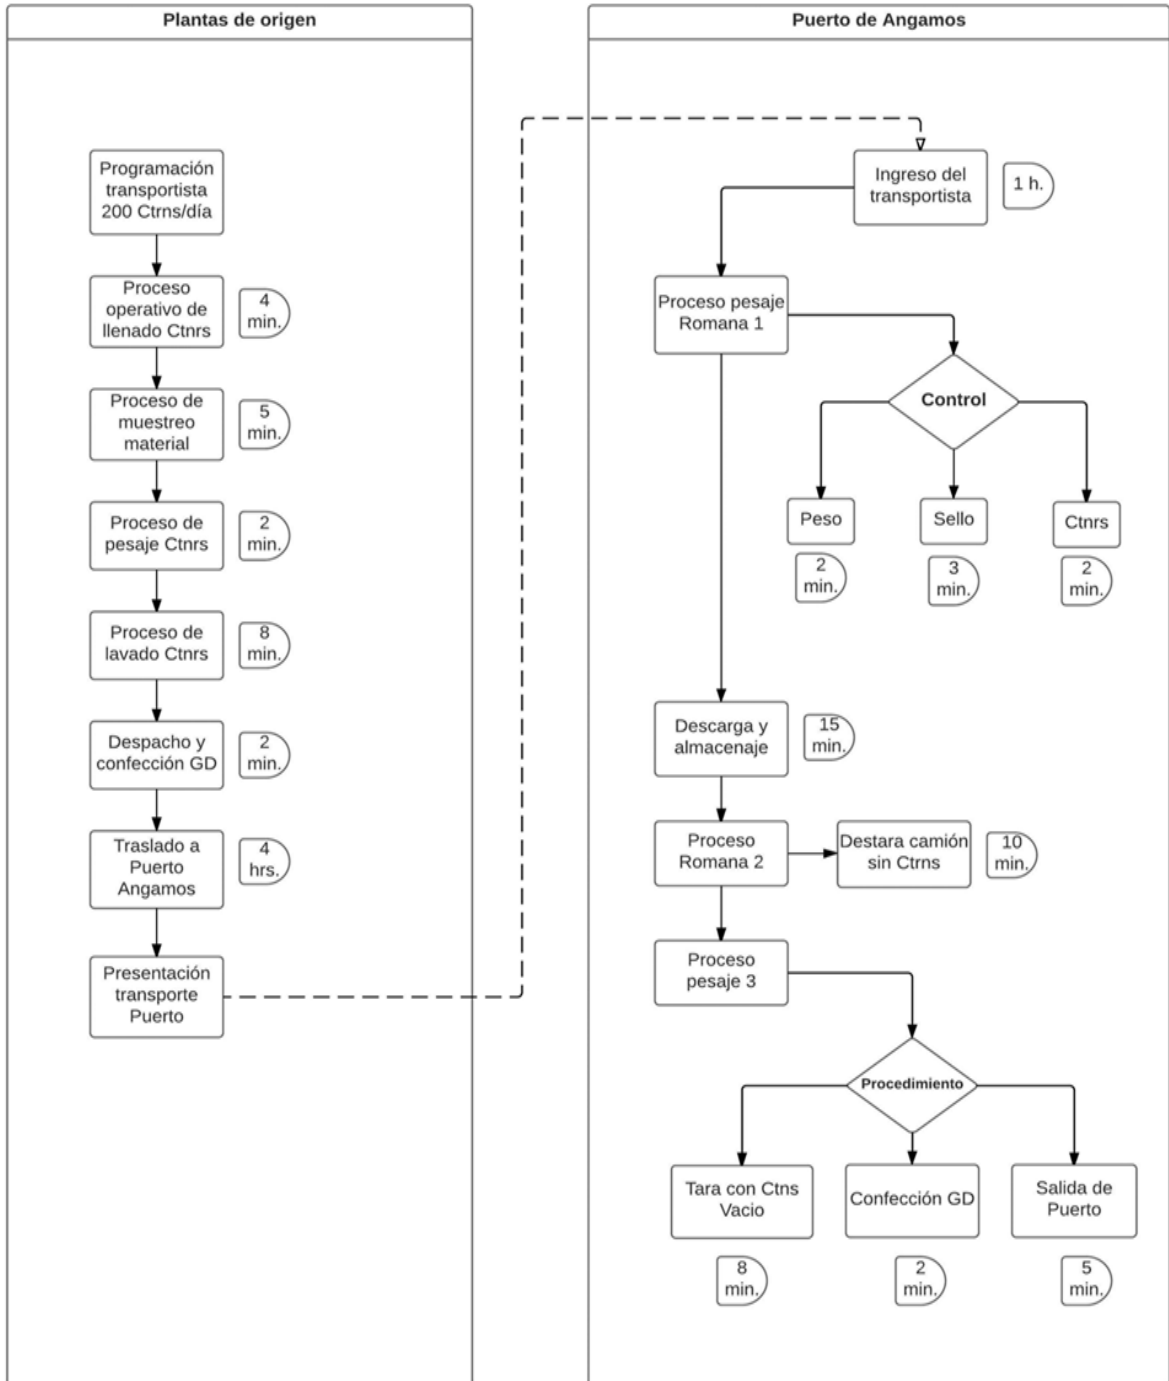 Plantas de origen
Programación
transportista
200 Ctrns/día
Proceso
operativo de
llenado Ctnrs
4
min.
Proceso de
muestreo
material
5
min.
Proceso de
pesaje Ctnrs
2
min.
Proceso de
lavado Ctnrs
8
min.
Despacho y
confección GD
2
min.
Traslado a
Puerto
Angamos
4
hrs.
Presentación
transporte
Puerto
Puerto de Angamos
Ingreso del
transportista
1 h.
Proceso pesaje
Romana 1
Control
Peso
2
min.
Sello
3
min.
Ctnrs
2
min.
Descarga y
almacenaje
15
min.
Proceso
Romana 2
Destara camión
sin Ctrns
10
min.
Proceso
pesaje 3
Procedimiento
Tara con Ctns
Vacio
8
min.
Confección GD
2
min.
Salida de
Puerto
5
min.